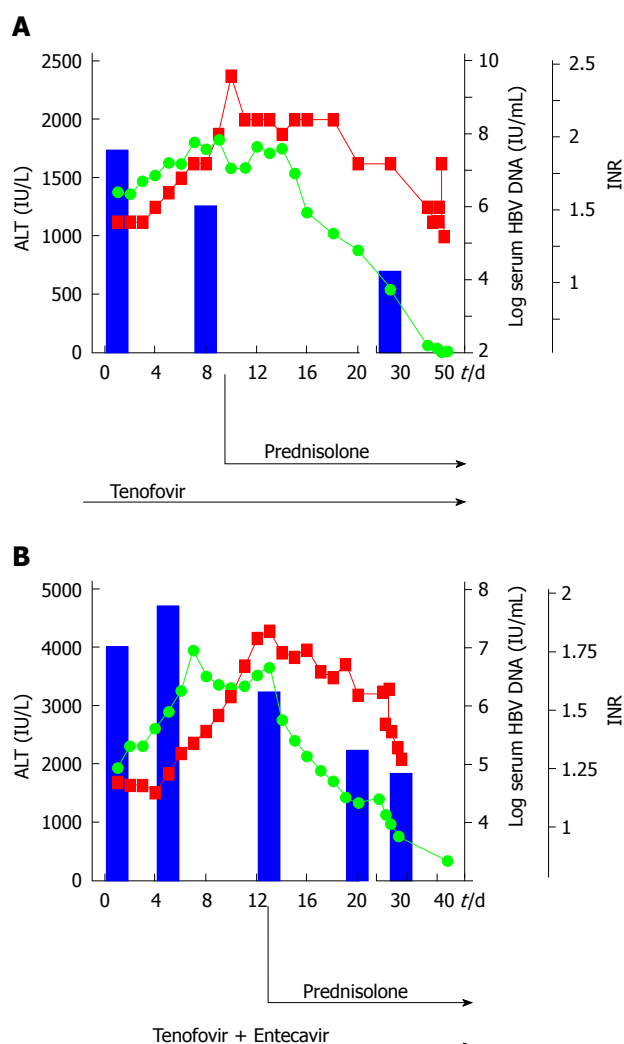 A
2500
2000
1500
1000
500
0
ALT (IU/L)
10
8
6
4
2
Log serum HBV DNA (IU/mL)
2.5
2
1.5
1
INR
0 4 8 12 16 20 30 50 t/d
Prednisolone
Tenofovir
B
5000
4000
3000
2000
1000
0
ALT (IU/L)
8
7
6
5
4
Log serum HBV DNA (IU/mL)
2
1.75
1.5
1.25
1
INR
0 4 8 12 16 20 30 40 t/d
Prednisolone
Tenofovir + Entecavir